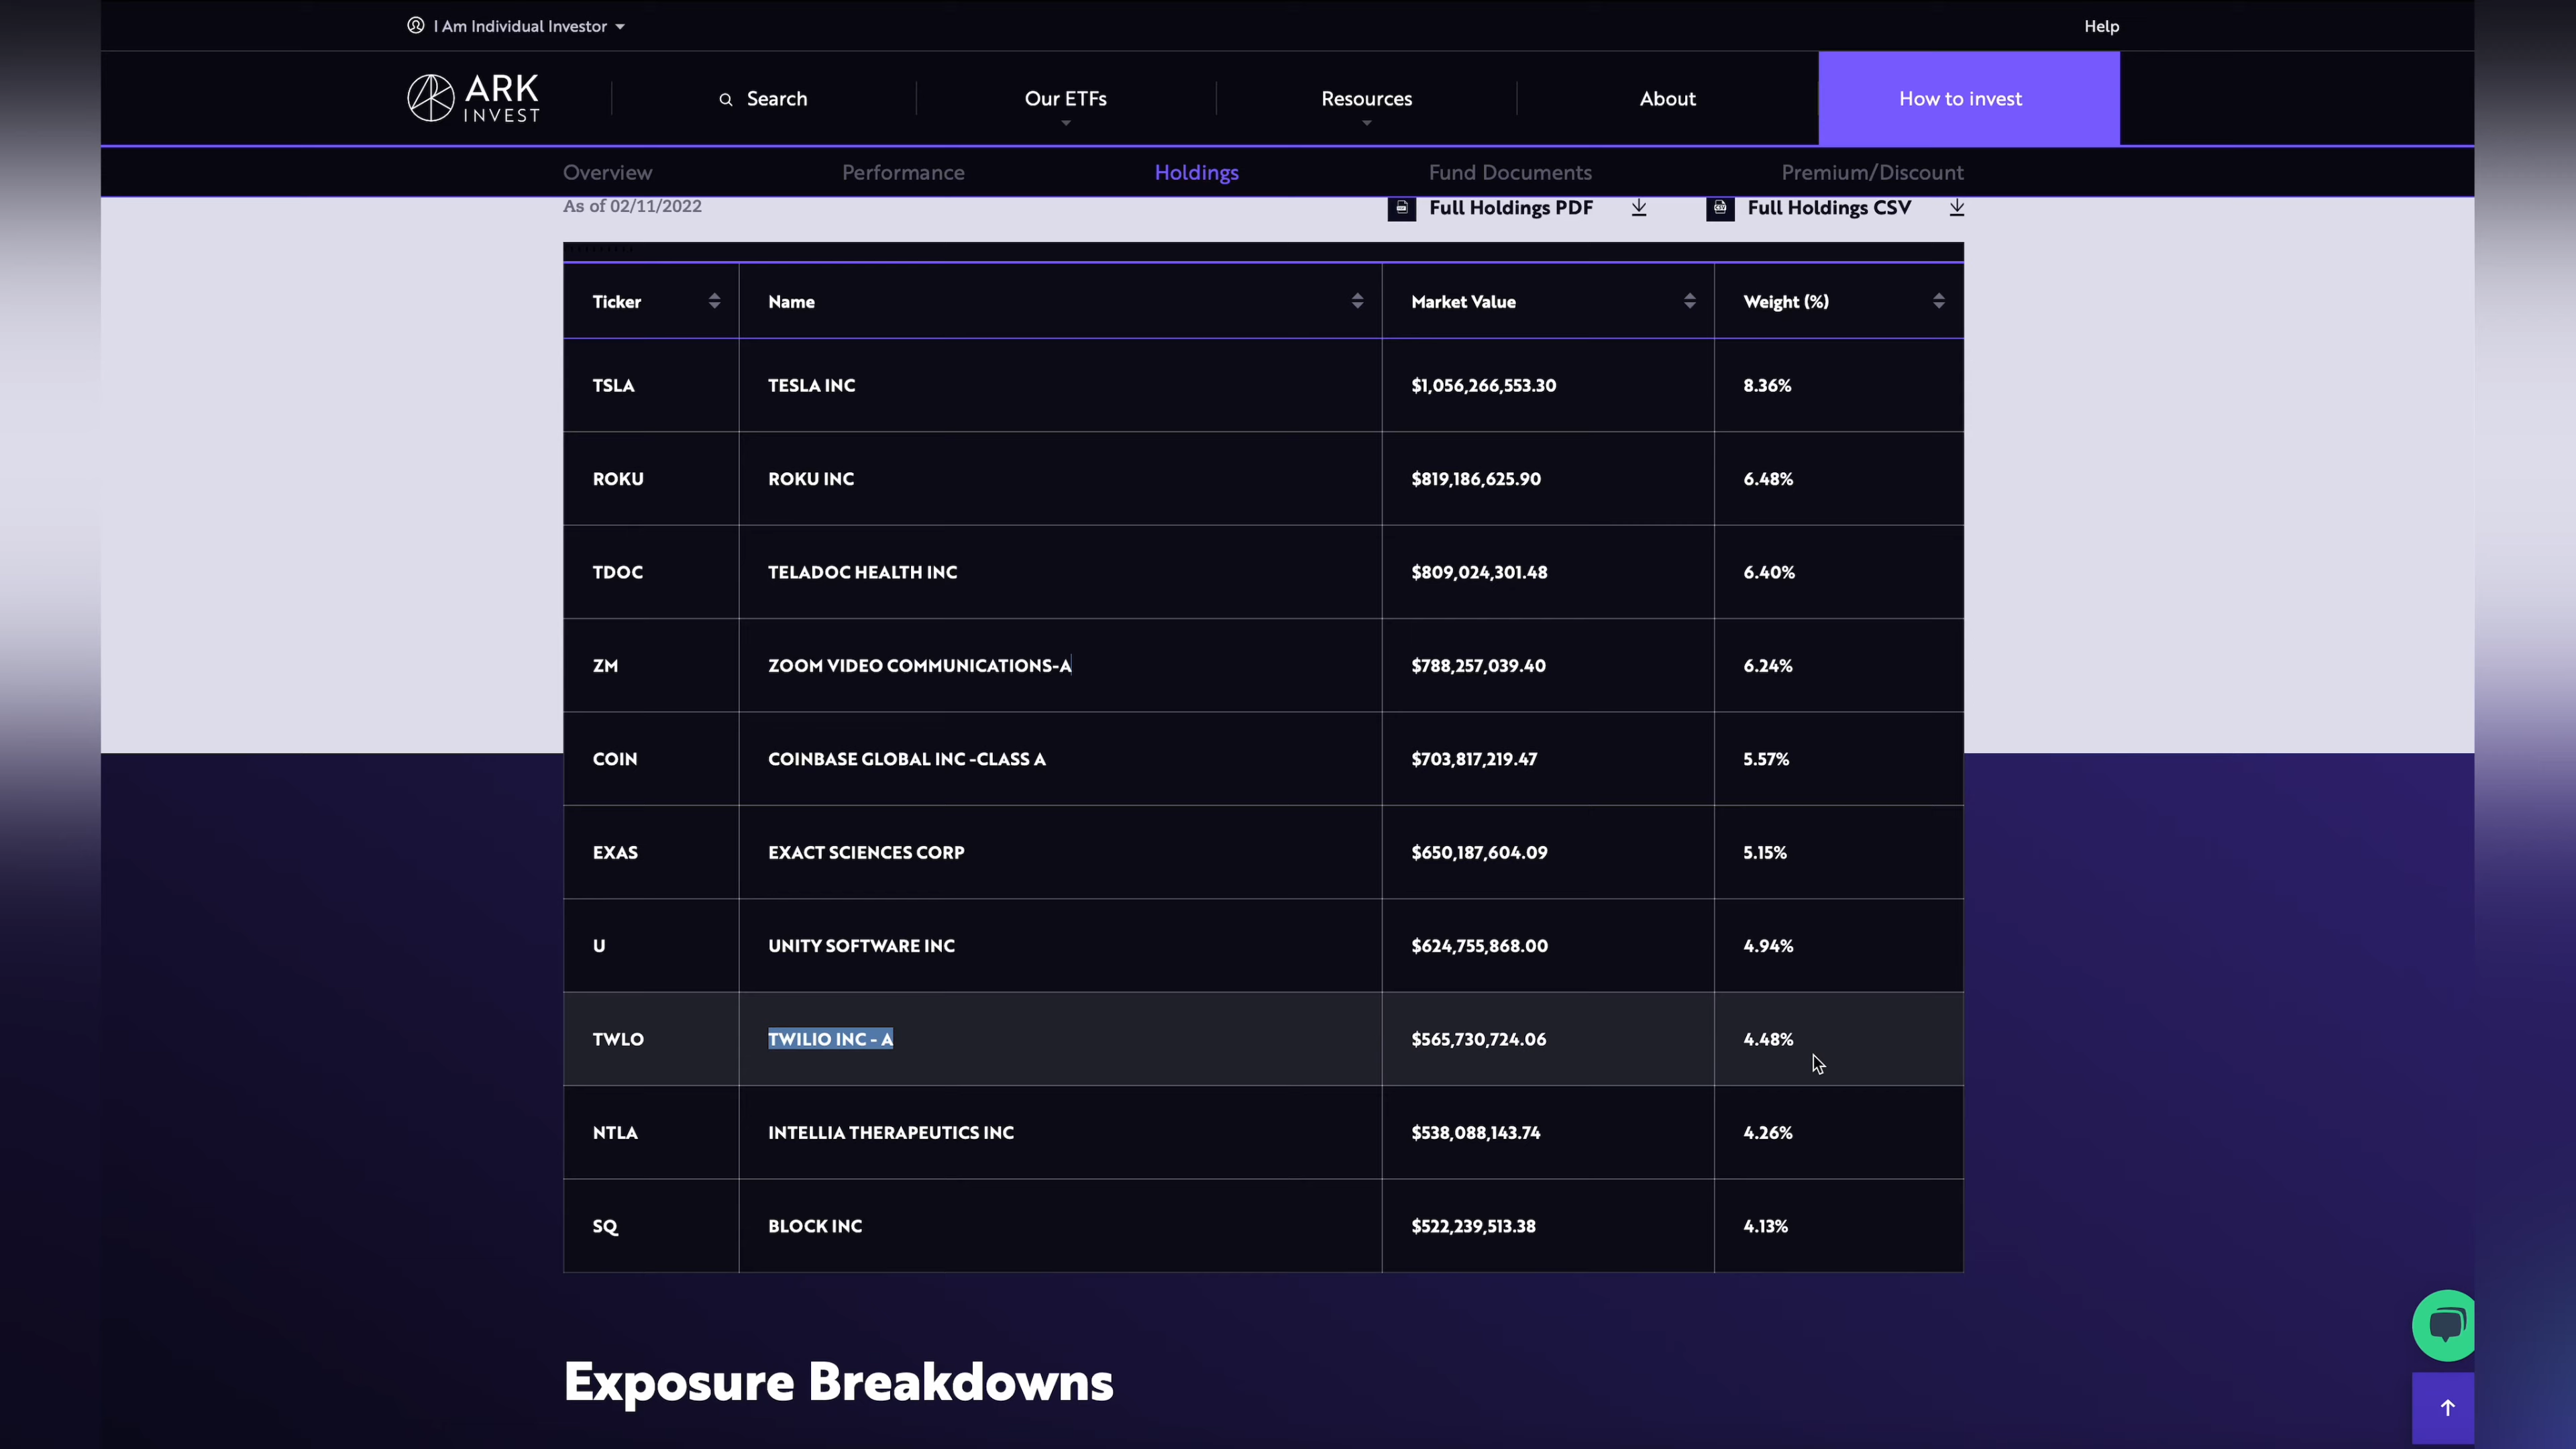 I Am Individual Investor
Help
ARK
INVEST
Search
Our ETFs
Resources
About
How to invest
Overview
Performance
Holdings
Fund Documents
Premium/Discount
As of 02/11/2022
Full Holdings PDF
Full Holdings CSV
Ticker Name Market Value Weight (%)
TSLA TESLA INC $1,056,266,553.30 8.36%
ROKU ROKU INC $819,186,625.90 6.48%
TDOC TELADOC HEALTH INC $809,024,301.48 6.40%
ZM ZOOM VIDEO COMMUNICATIONS-A $788,257,039.40 6.24%
COIN COINBASE GLOBAL INC -CLASS A $703,817,219.47 5.57%
EXAS EXACT SCIENCES CORP $650,187,604.09 5.15%
U UNITY SOFTWARE INC $624,755,868.00 4.94%
TWLO TWILIO INC - A $565,730,724.06 4.48%
NTLA INTELLIA THERAPEUTICS INC $538,088,143.74 4.26%
SQ BLOCK INC $522,239,513.38 4.13%
Exposure Breakdowns